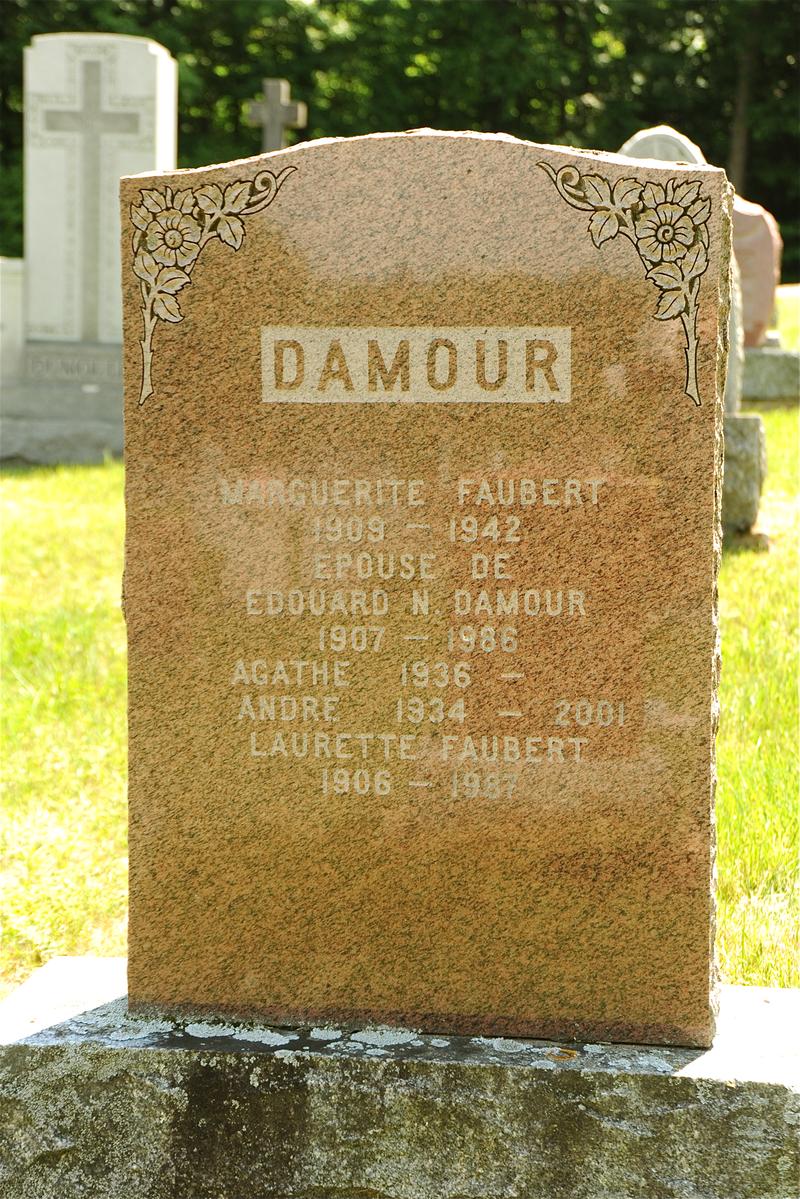 DAMOUR
MARGUERITE FAUBERT
1909 — 1942
EPOUSE DE
EDOUARD N. DAMOUR
1907 — 1986
AGATHE 1936 —
ANDRE 1934 — 2001
LAURETTE FAUBERT
1906 — 1987